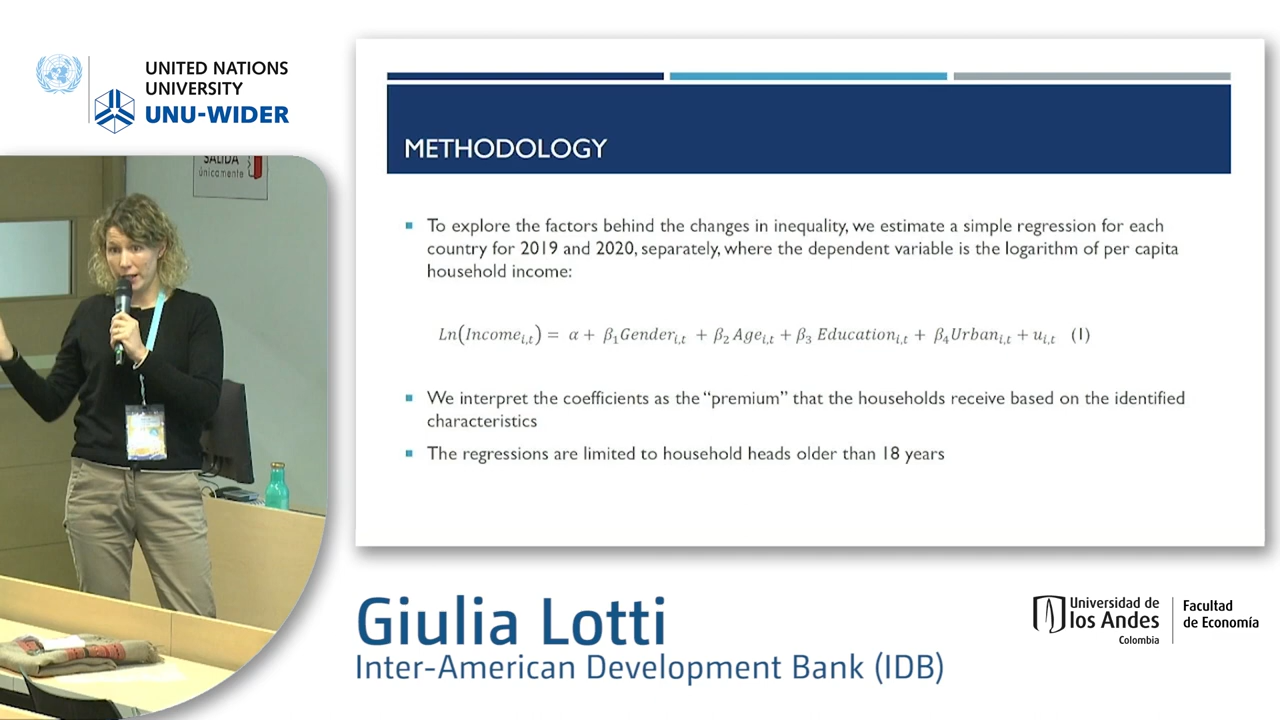 UNITED NATIONS
UNIVERSITY
UNU-WIDER
SALIDA
únicamente
METHODOLOGY
To explore the factors behind the changes in inequality, we estimate a simple regression for each
country for 2019 and 2020, separately, where the dependent variable is the logarithm of per capita
household income:
Ln(Income_{i,t}) = α + β_1Gender_{i,t} + β_2 Age_{i,t} + β_3 Education_{i,t} + β_4Urban_{i,t} + u_{i,t} (1)
We interpret the coefficients as the “premium” that the households receive based on the identified
characteristics
The regressions are limited to household heads older than 18 years
Giulia Lotti
Inter-American Development Bank (IDB)
Universidad de
los Andes
Colombia
Facultad
de Economía